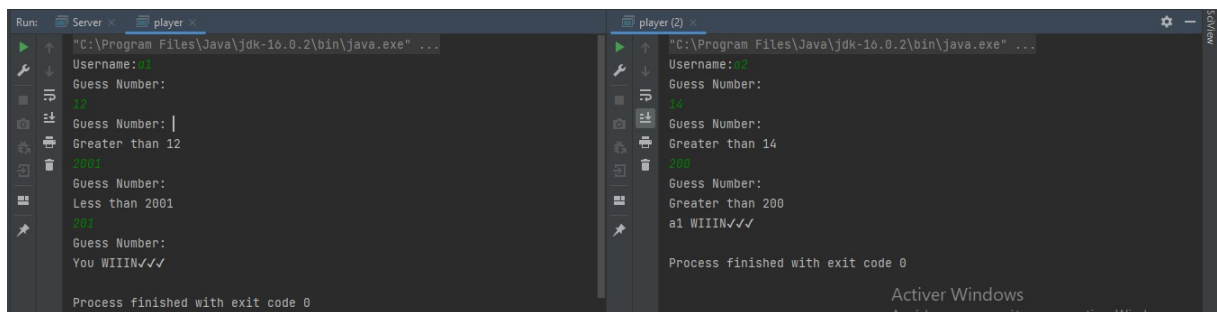 Run: Server × player ×
"C:\Program Files\Java\jdk-16.0.2\bin\java.exe" ...
Username:a1
Guess Number:
12
Guess Number:
Greater than 12
2001
Guess Number:
Less than 2001
201
Guess Number:
You WIIIN✓✓✓
Process finished with exit code 0
player (2) ×
"C:\Program Files\Java\jdk-16.0.2\bin\java.exe" ...
Username:a2
Guess Number:
14
Guess Number:
Greater than 14
200
Guess Number:
Greater than 200
a1 WIIIN✓✓✓
Process finished with exit code 0
Activer Windows
SciView